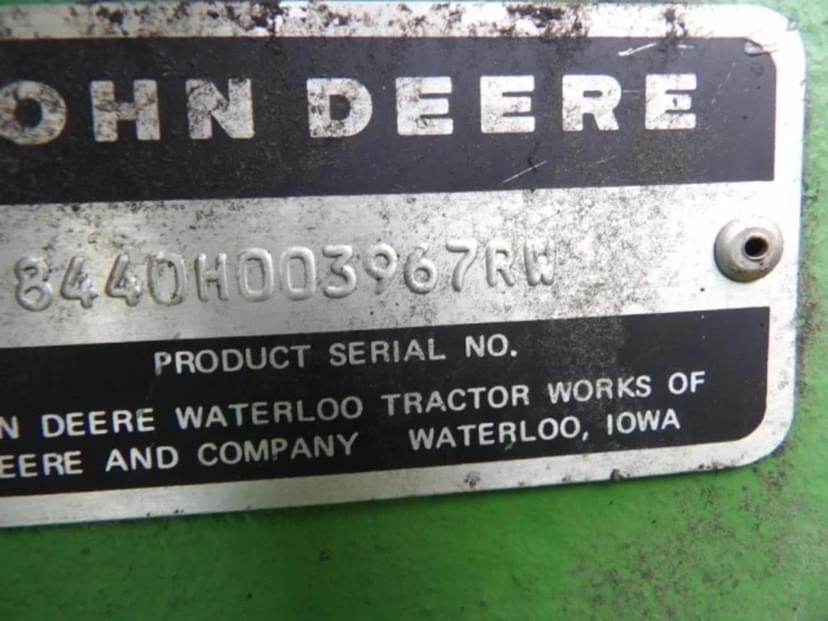 OHN DEERE
8440H003967RW
PRODUCT SERIAL NO.
N DEERE WATERLOO TRACTOR WORKS OF
EERE AND COMPANY WATERLOO, IOWA